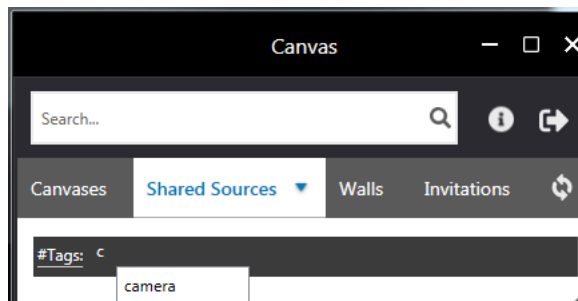 Canvas
Search...
Canvases Shared Sources Walls Invitations
#Tags: c
camera